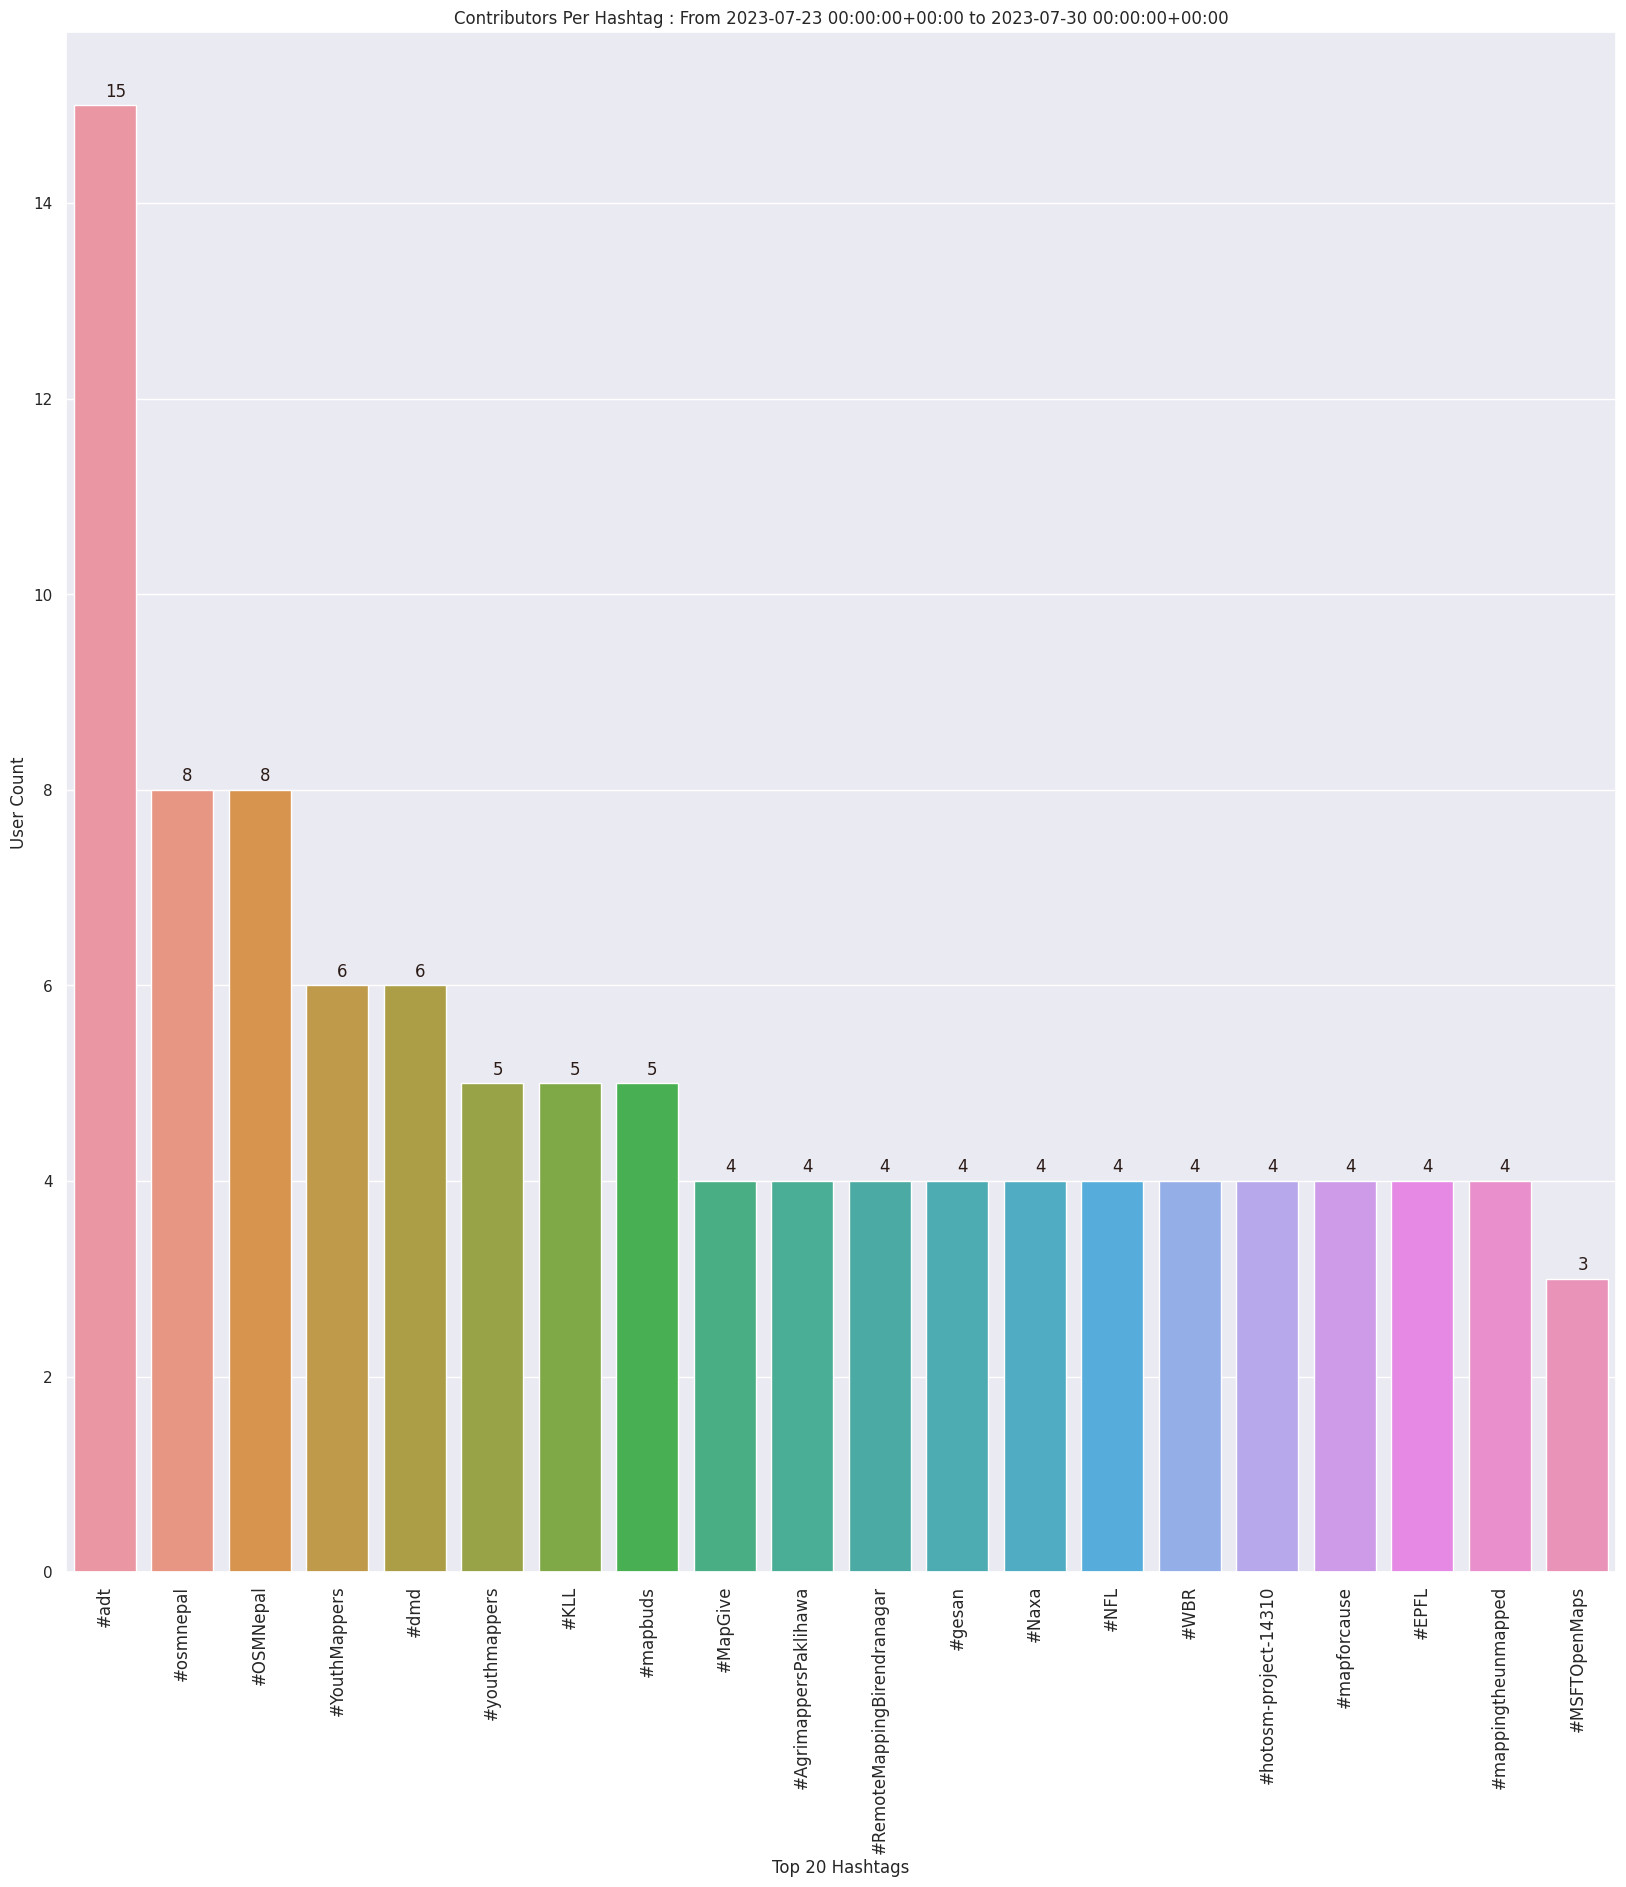 Contributors Per Hashtag : From 2023-07-23 00:00:00+00:00 to 2023-07-30 00:00:00+00:00
User Count
14
12
10
8
6
4
2
0
15
8
8
6
6
5
5
5
4
4
4
4
4
4
4
4
4
4
4
3
#adt
#osmnepal
#OSMNepal
#YouthMappers
#dmd
#youthmappers
#KLL
#mapbuds
#MapGive
#AgrimappersPaklihawa
#RemoteMappingBirendranagar
#gesan
#Naxa
#NFL
#WBR
#hotosm-project-14310
#mapforcause
#EPFL
#mappingtheunmapped
#MSFTOpenMaps
Top 20 Hashtags